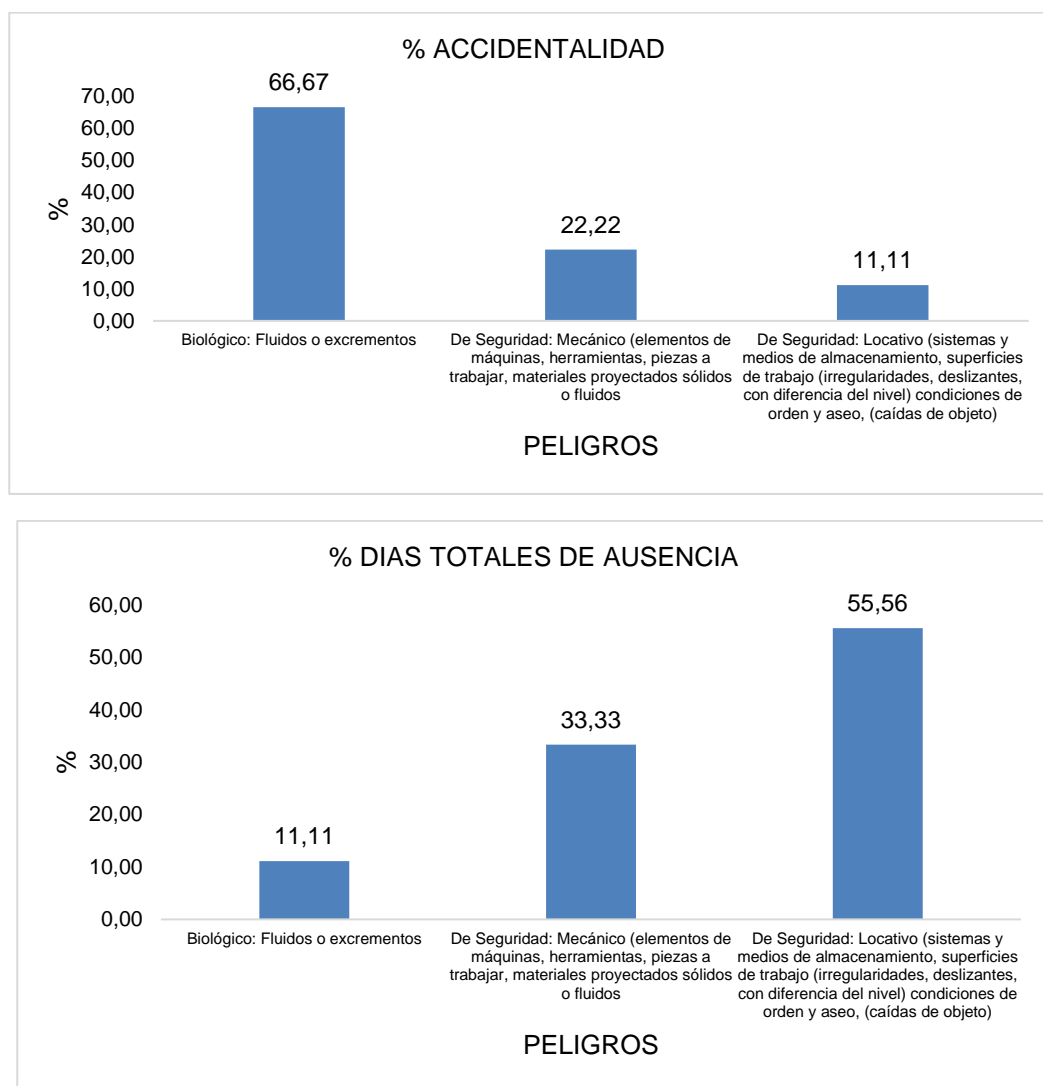 % ACCIDENTALIDAD
66,67
70,00
60,00
50,00
40,00
30,00
20,00
10,00
0,00
%
22,22
11,11
Biológico: Fluidos o excrementos
De Seguridad: Mecánico (elementos de
máquinas, herramientas, piezas a
trabajar, materiales proyectados sólidos
o fluidos
De Seguridad: Locativo (sistemas y
medios de almacenamiento, superficies
de trabajo (irregularidades, deslizantes,
con diferencia del nivel) condiciones de
orden y aseo, (caídas de objeto)
PELIGROS
% DIAS TOTALES DE AUSENCIA
60,00
50,00
40,00
30,00
20,00
10,00
0,00
%
11,11
33,33
55,56
Biológico: Fluidos o excrementos
De Seguridad: Mecánico (elementos de
máquinas, herramientas, piezas a
trabajar, materiales proyectados sólidos
o fluidos
De Seguridad: Locativo (sistemas y
medios de almacenamiento, superficies
de trabajo (irregularidades, deslizantes,
con diferencia del nivel) condiciones de
orden y aseo, (caídas de objeto)
PELIGROS